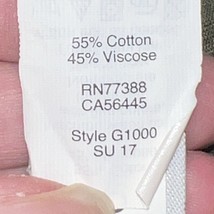 55% Cotton
45% Viscose
RN77388
CA56445
Style G1000
SU 17